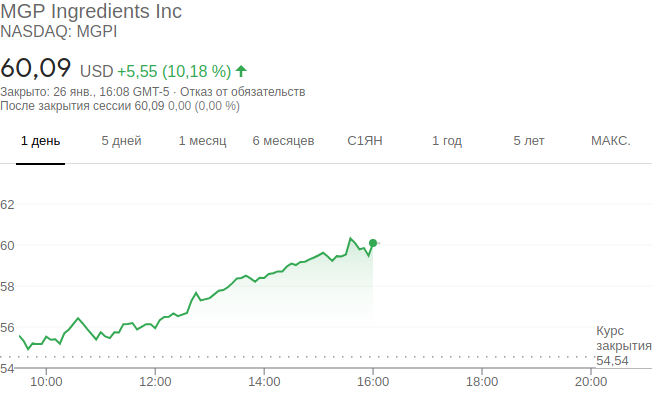 MGP Ingredients Inc
NASDAQ: MGPI
60,09 USD +5,55 (10,18 %)
Закрыто: 26 янв., 16:08 GMT-5 · Отказ от обязательств
После закрытия сессии 60,09 0,00 (0,00 %)
1 день 5 дней 1 месяц 6 месяцев С1ЯН 1 год 5 лет МАКС.
62
60
58
56
Курс
закрытия
54,54
54
10:00 12:00 14:00 16:00 18:00 20:00